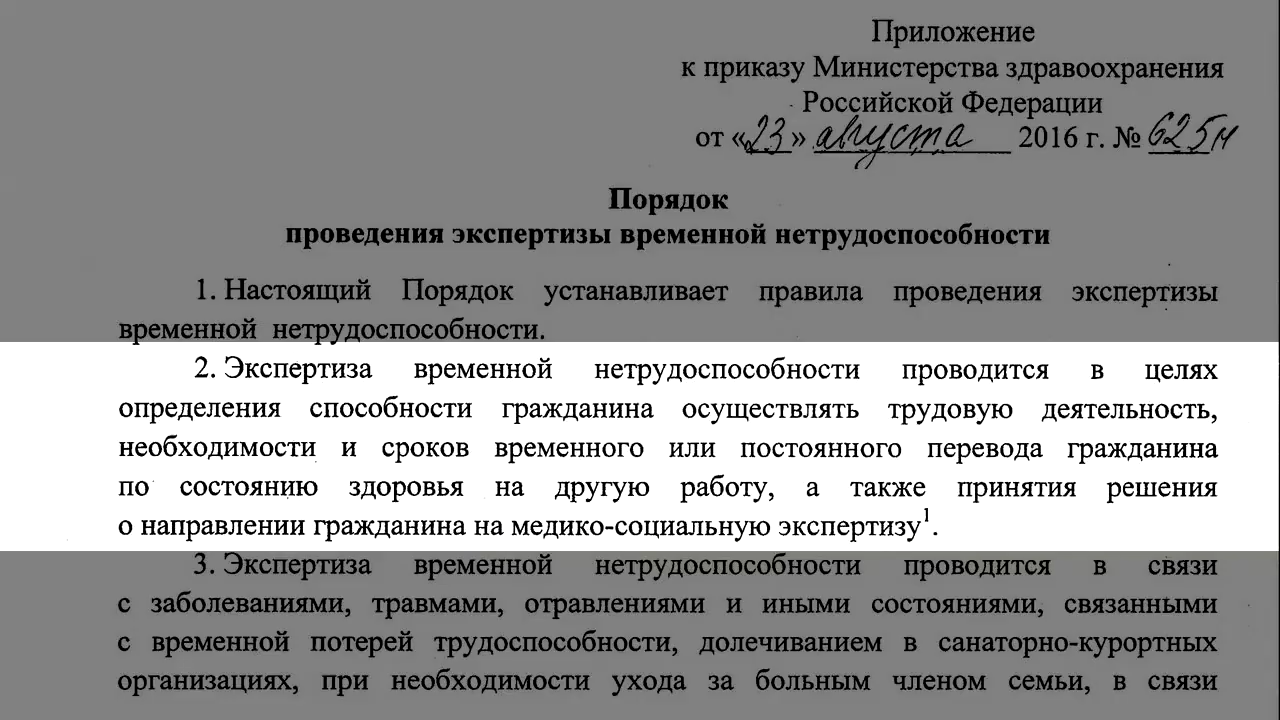 Приложение
к приказу Министерства здравоохранения
Российской Федерации
от «23» августа 2016 г. № 625н
Порядок
проведения экспертизы временной нетрудоспособности
1. Настоящий Порядок устанавливает правила проведения экспертизы
временной нетрудоспособности.
2. Экспертиза временной нетрудоспособности проводится в целях
определения способности гражданина осуществлять трудовую деятельность,
необходимости и сроков временного или постоянного перевода гражданина
по состоянию здоровья на другую работу, а также принятия решения
о направлении гражданина на медико-социальную экспертизу¹.
3. Экспертиза временной нетрудоспособности проводится в связи
с заболеваниями, травмами, отравлениями и иными состояниями, связанными
с временной потерей трудоспособности, долечиванием в санаторно-курортных
организациях, при необходимости ухода за больным членом семьи, в связи